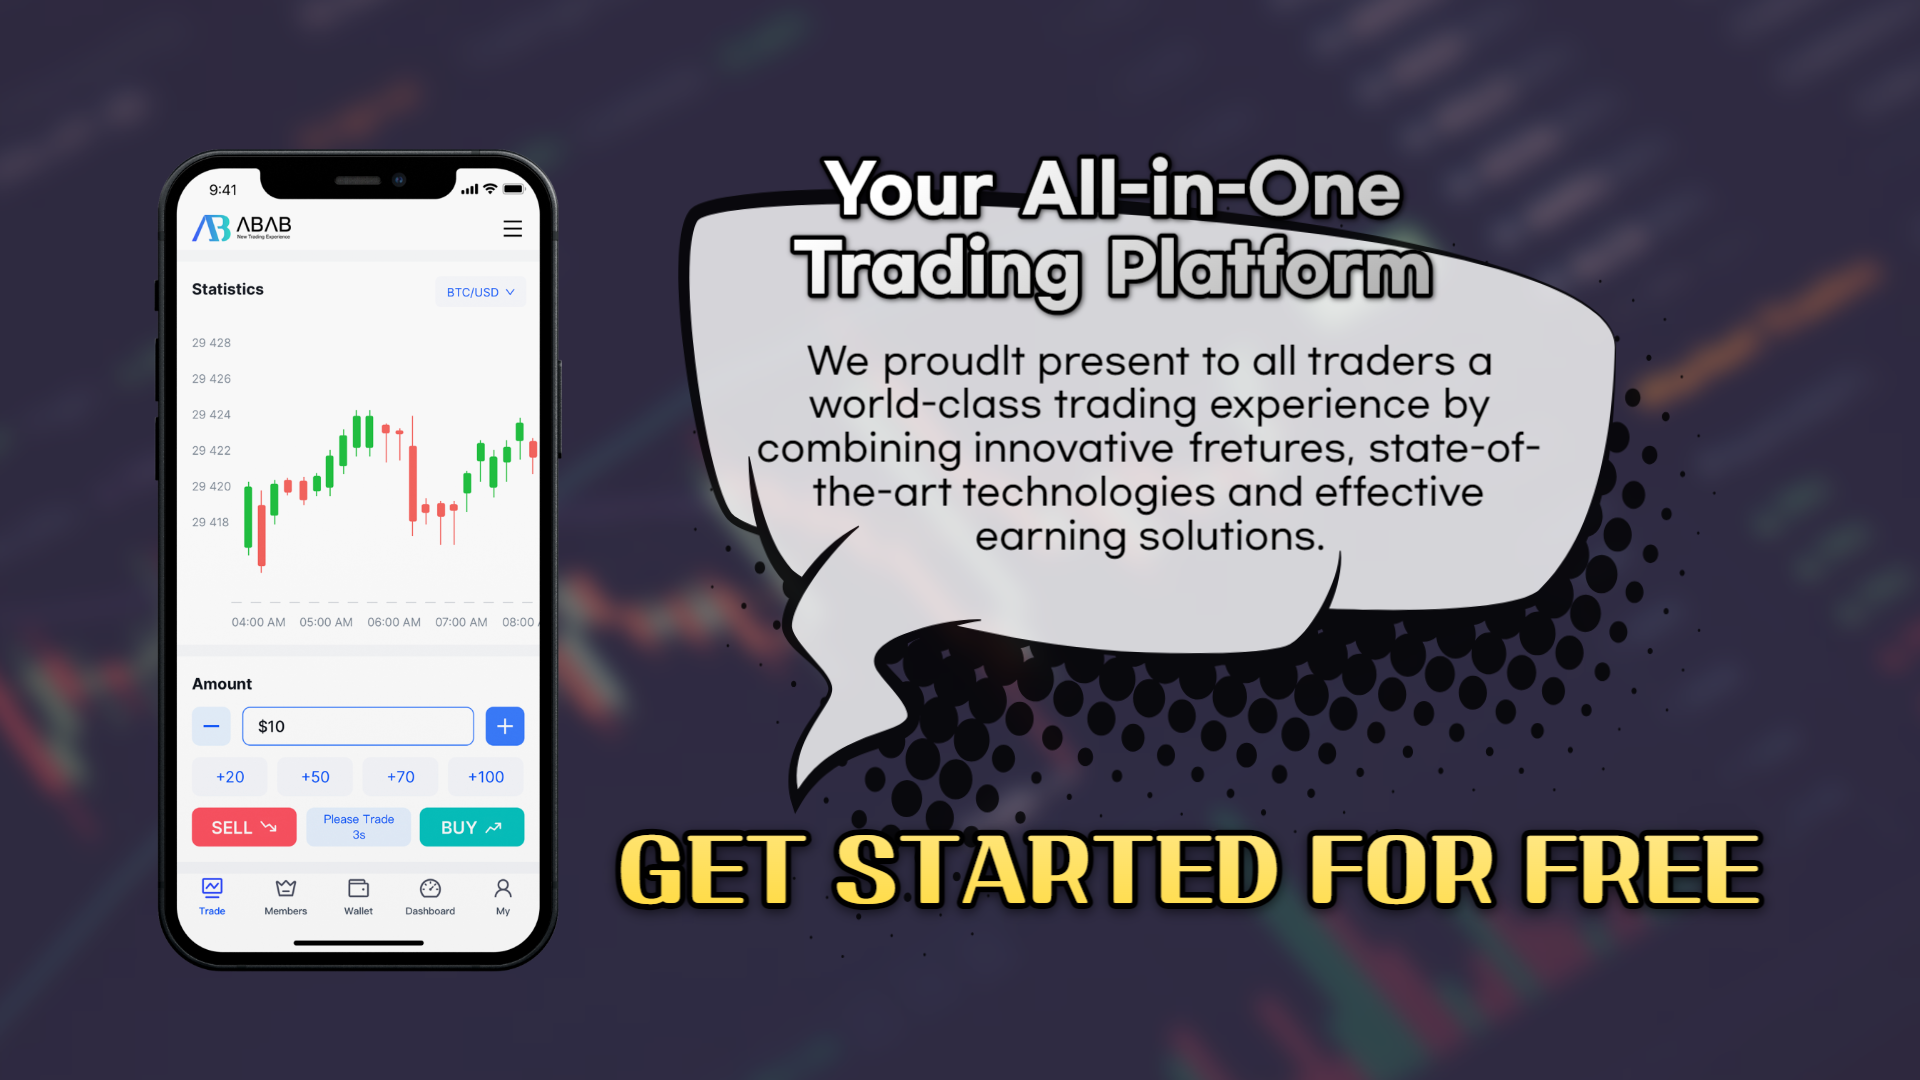 9:41
ABAB
New Trading Experience
Statistics
BTC/USD
29 428
29 426
29 424
29 422
29 420
29 418
04:00 AM 05:00 AM 06:00 AM 07:00 AM 08:00 A
Amount
$10
+20 +50 +70 +100
SELL
Please Trade
3s
BUY
Trade Members Wallet Dashboard My
Your All-in-One
Trading Platform
We proudlt present to all traders a
world-class trading experience by
combining innovative fretures, state-of-
the-art technologies and effective
earning solutions.
GET STARTED FOR FREE